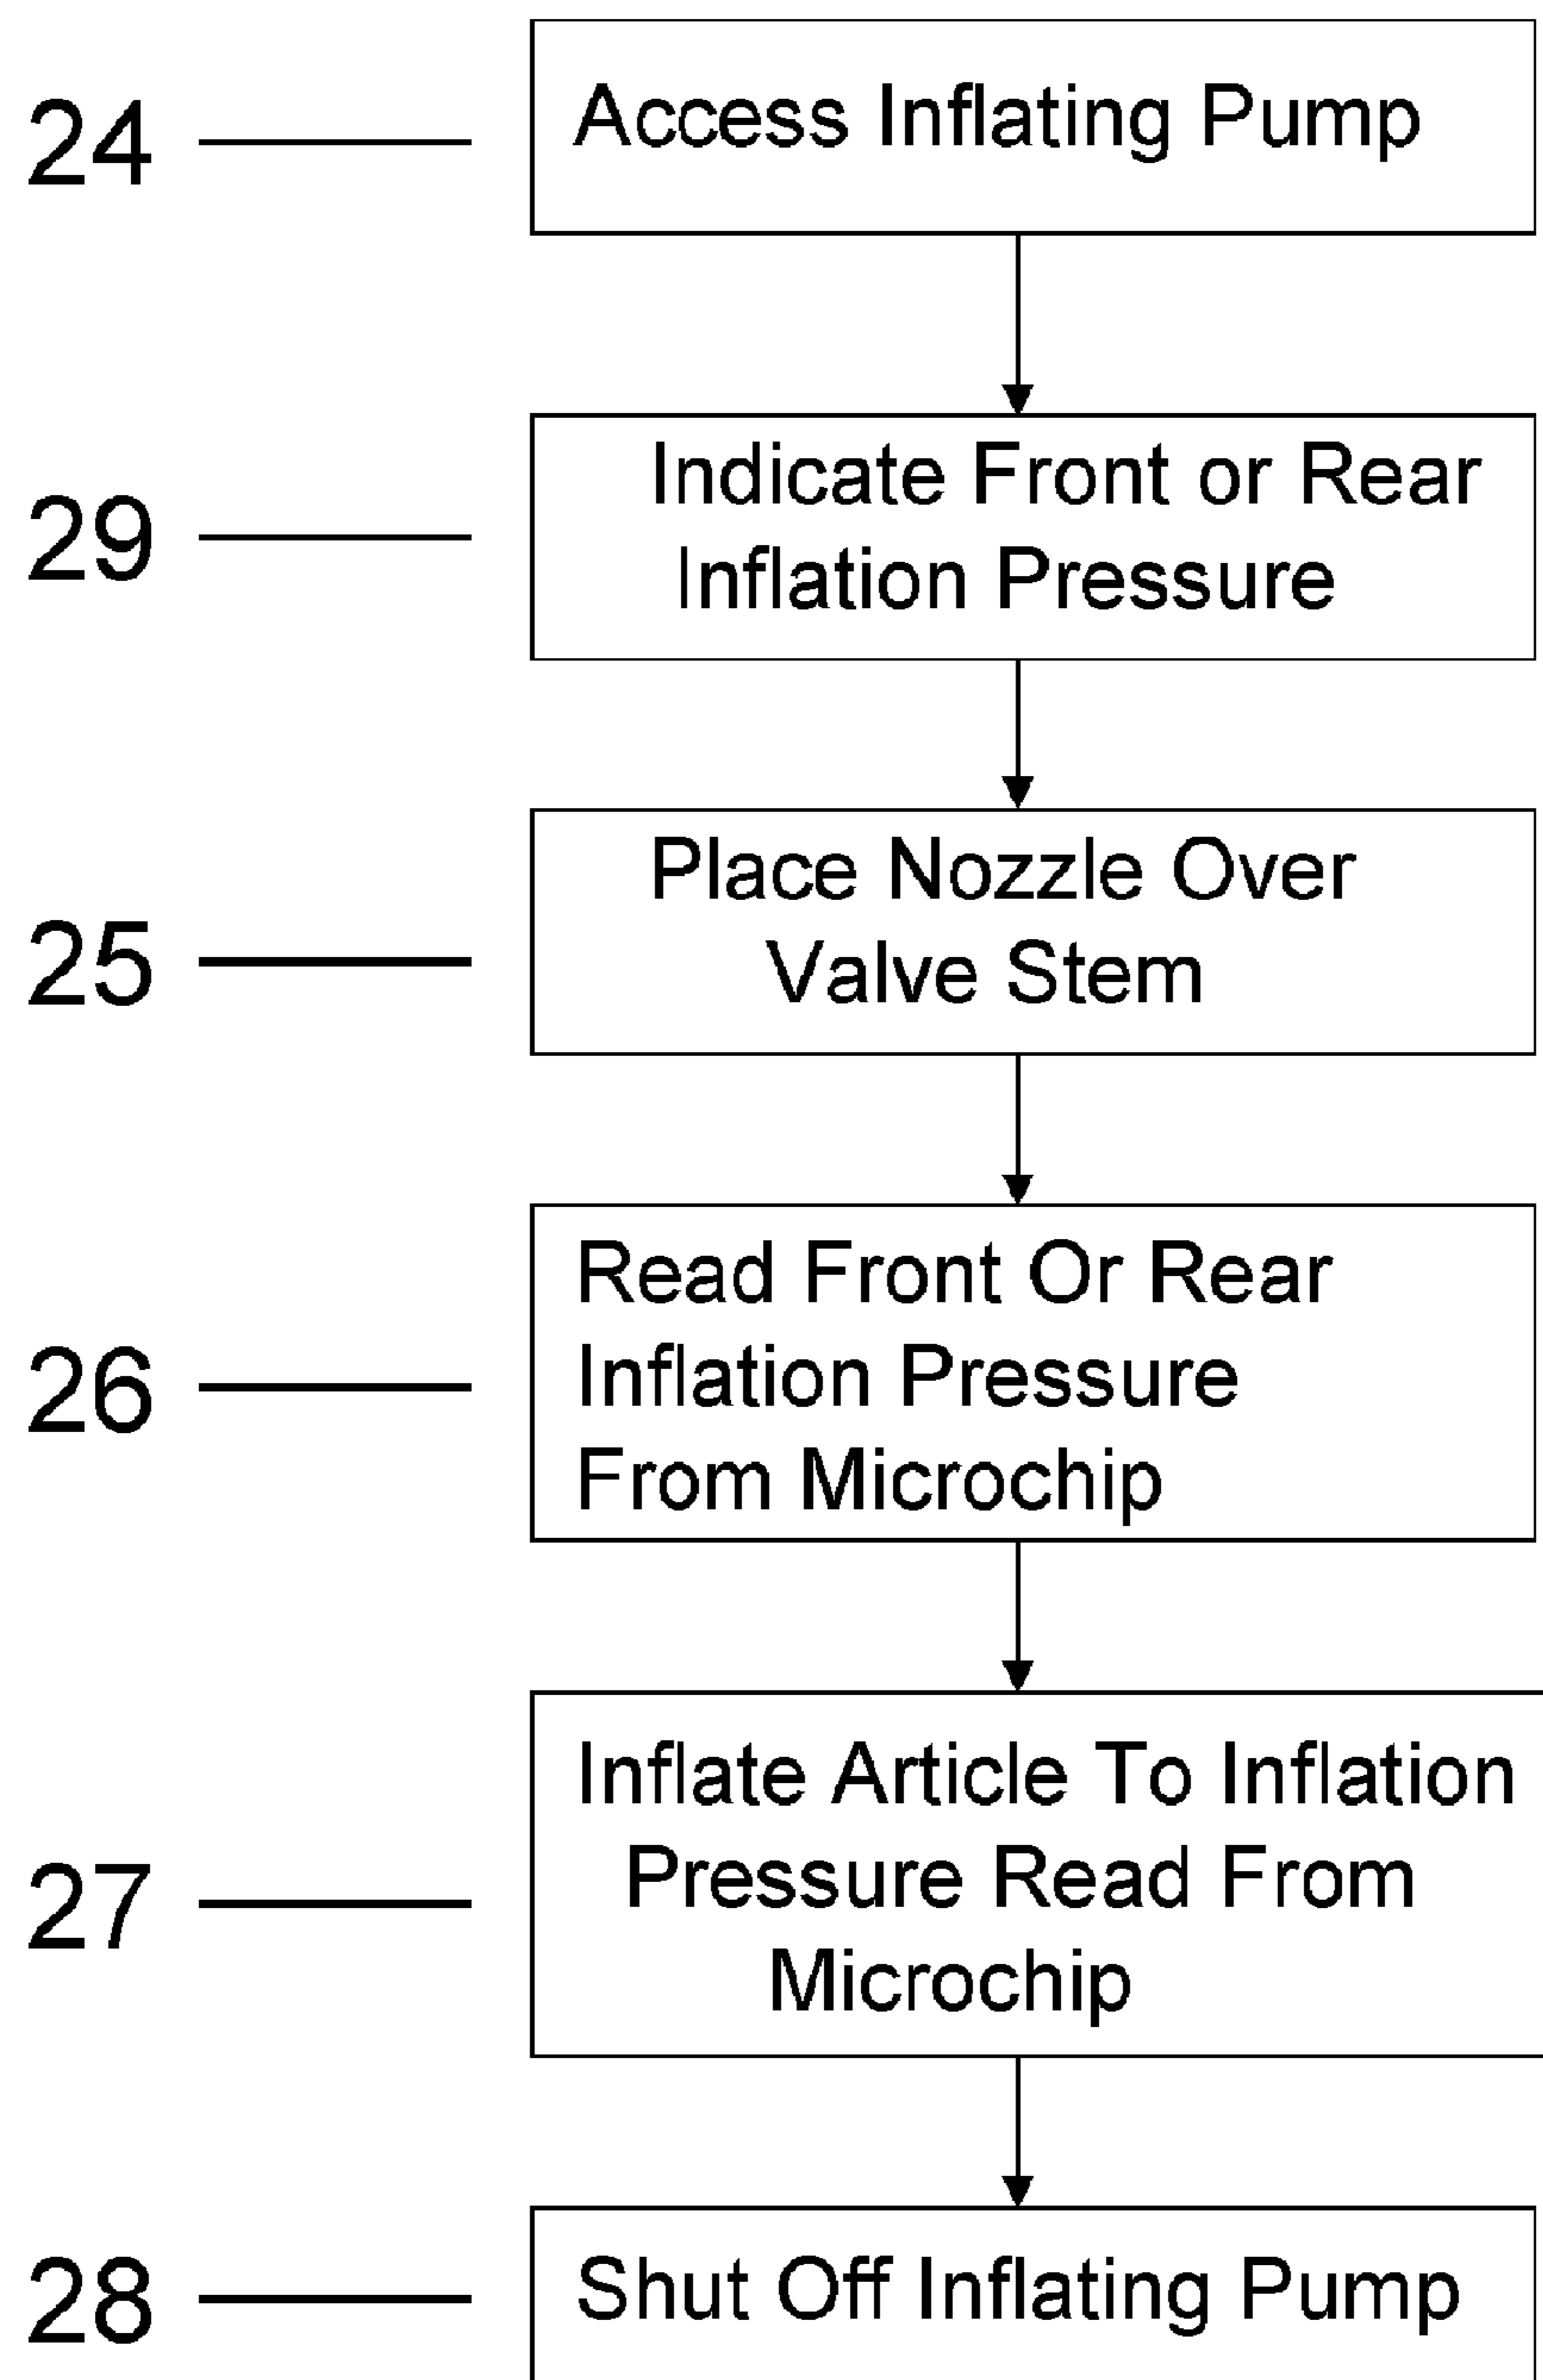 24
Access Inflating Pump
29
Indicate Front or Rear
Inflation Pressure
25
Place Nozzle Over
Valve Stem
26
Read Front Or Rear
Inflation Pressure
From Microchip
27
Inflate Article To Inflation
Pressure Read From
Microchip
28
Shut Off Inflating Pump